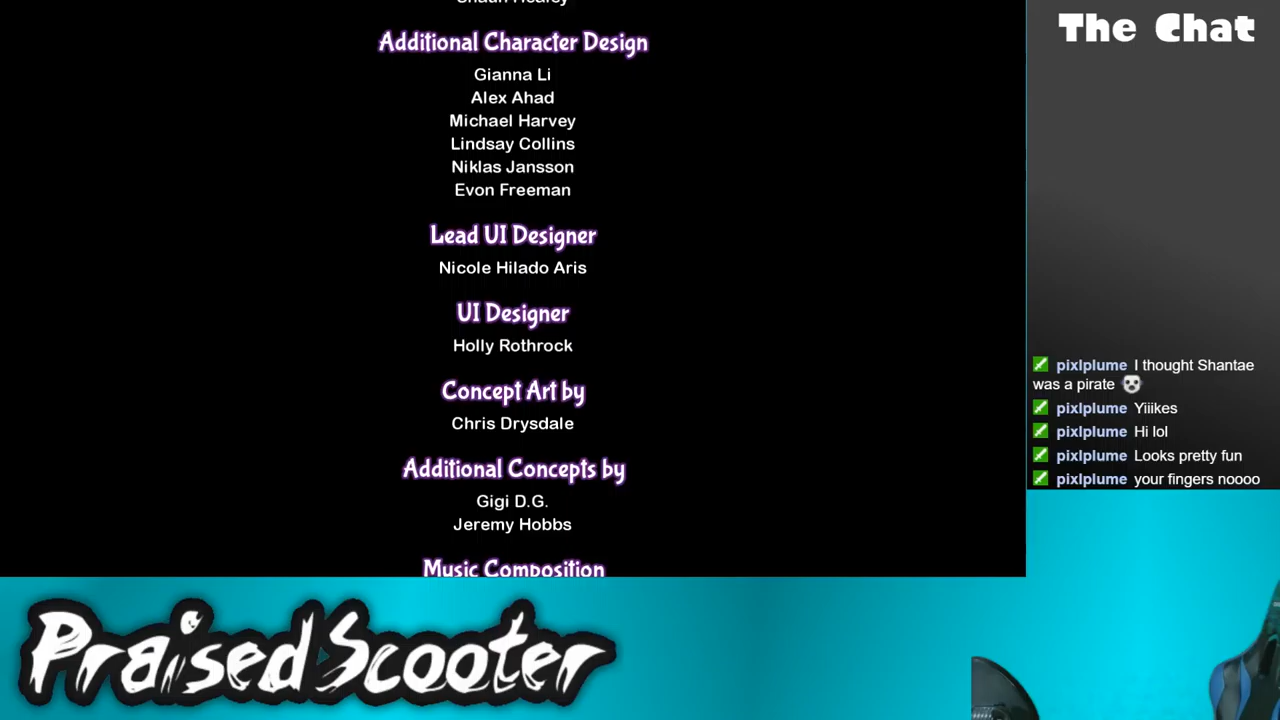 Shaun Healey
Additional Character Design
Gianna Li
Alex Ahad
Michael Harvey
Lindsay Collins
Niklas Jansson
Evon Freeman
Lead UI Designer
Nicole Hilado Aris
UI Designer
Holly Rothrock
Concept Art by
Chris Drysdale
Additional Concepts by
Gigi D.G.
Jeremy Hobbs
Music Composition
The Chat
pixlplume I thought Shantae
was a pirate
pixlplume Yiiikes
pixlplume Hi lol
pixlplume Looks pretty fun
pixlplume your fingers noooo
PraisedScooter